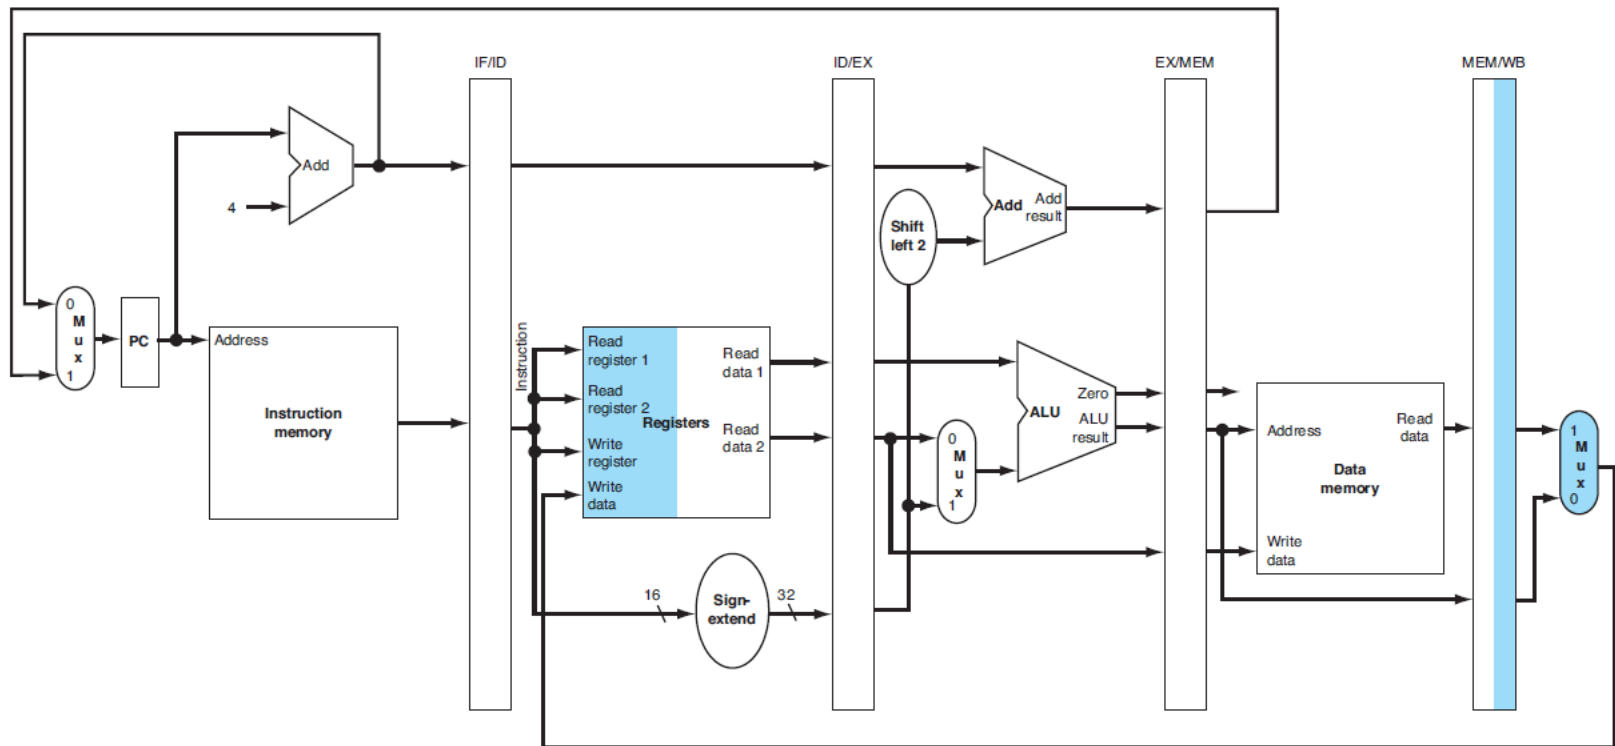 IF/ID
ID/EX
EX/MEM
MEM/WB
Add
4
Add
Add
result
Shift
left 2
0
M
u
x
1
PC
Address
Instruction
memory
Instruction
Read
register 1
Read
register 2
Write
register
Write
data
Registers
Read
data 1
Read
data 2
16
Sign-
extend
32
0
M
u
x
1
ALU
Zero
ALU
result
Address
Read
data
Data
memory
Write
data
1
M
u
x
0